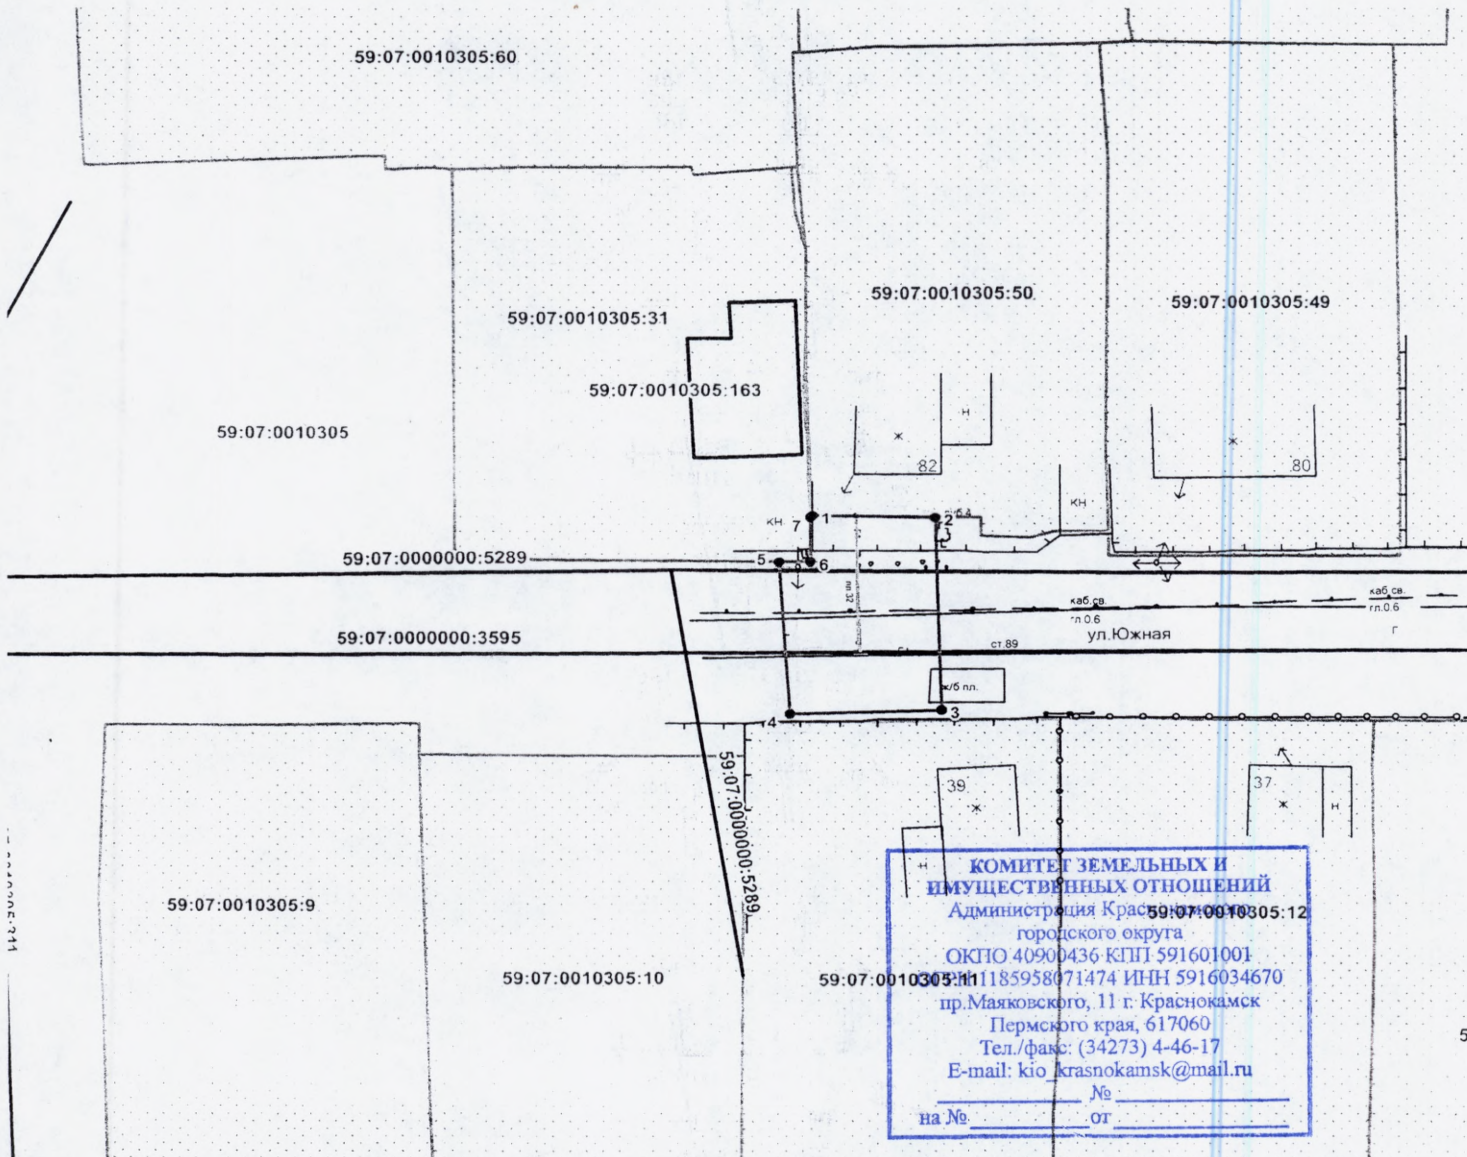 59:07:0010305:60
59:07:0010305:50
59:07:0010305:49
59:07:0010305:31
59:07:0010305:163
59:07:0010305
н
ж
82
ж
80
кн
кн
7
1
2
59:07:0000000:5289
5
6
каб.св.
гл.0.6
каб.св.
гл.0.6
ул.Южная
г
59:07:0000000:3595
ст.89
ж/б пл.
4
3
59:07:0000000:5289
39
ж
н
37
ж
н
59:07:0010305:9
59:07:0010305:12
59:07:0010305:10
59:07:0010305:11
КОМИТЕТ ЗЕМЕЛЬНЫХ И
ИМУЩЕСТВЕННЫХ ОТНОШЕНИЙ
Администрация Краснокамского
городского округа
ОКПО 40900436 КПП 591601001
ОГРН 1185958071474 ИНН 5916034670
пр.Маяковского, 11 г. Краснокамск
Пермского края, 617060
Тел./факс: (34273) 4-46-17
E-mail: kio_krasnokamsk@mail.ru
№
на № от
5